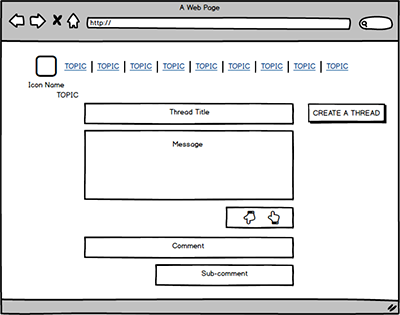 A Web Page
http://
TOPIC TOPIC TOPIC TOPIC TOPIC TOPIC TOPIC TOPIC TOPIC
Icon Name
TOPIC
Thread Title
CREATE A THREAD
Message
Comment
Sub-comment